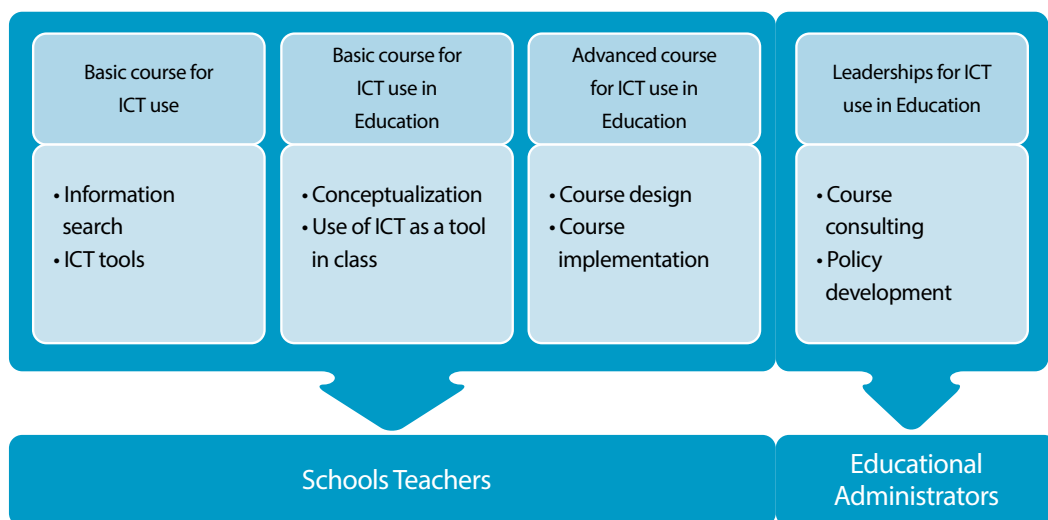 Basic course for
ICT use
• Information
search
• ICT tools
Basic course for
ICT use in
Education
• Conceptualization
• Use of ICT as a tool
in class
Advanced course
for ICT use in
Education
• Course design
• Course
implementation
Leaderships for ICT
use in Education
• Course
consulting
• Policy
development
Schools Teachers
Educational
Administrators